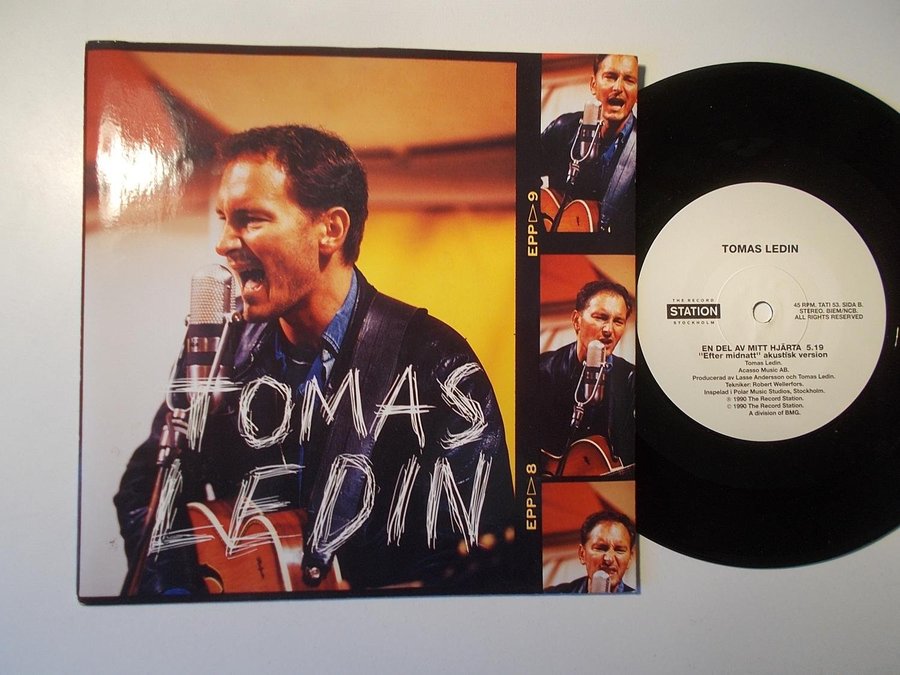 TOMAS
LEDIN
EPP▷9
EPP▷8
TOMAS LEDIN
THE RECORD
STATION
STOCKHOLM
45 RPM. TATI 53. SIDA B.
STEREO. BIEM/NCB.
ALL RIGHTS RESERVED
EN DEL AV MITT HJÄRTA 5.19
"Efter midnatt" akustisk version
Tomas Ledin.
Acasso Music AB.
Producerad av Lasse Andersson och Tomas Ledin.
Tekniker: Robert Wellerfors.
Inspelad i Polar Music Studios, Stockholm.
℗ 1990 The Record Station.
© 1990 The Record Station.
A division of BMG.